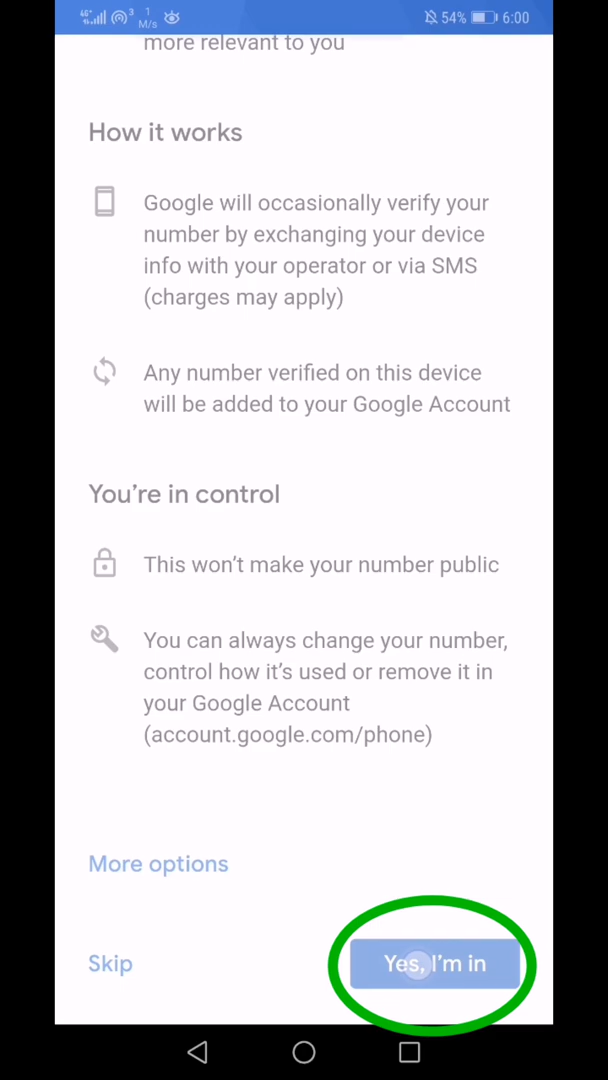 4G
3
1
M/s
54%
6:00
more relevant to you
How it works
Google will occasionally verify your
number by exchanging your device
info with your operator or via SMS
(charges may apply)
Any number verified on this device
will be added to your Google Account
You’re in control
This won’t make your number public
You can always change your number,
control how it’s used or remove it in
your Google Account
(account.google.com/phone)
More options
Skip
Yes, I’m in